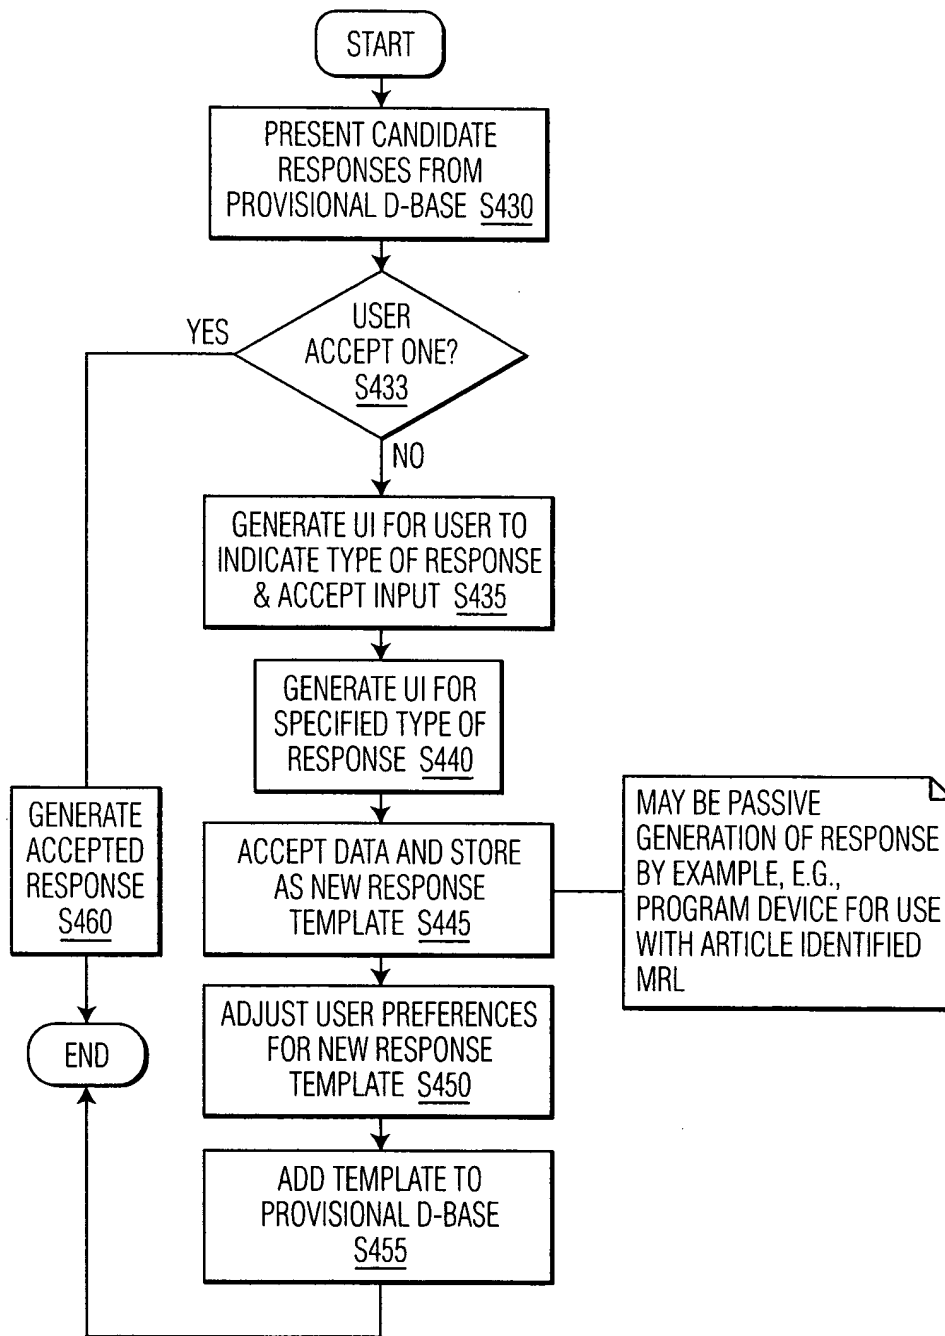 START
PRESENT CANDIDATE
RESPONSES FROM
PROVISIONAL D-BASE S430
YES
USER
ACCEPT ONE?
S433
NO
GENERATE UI FOR USER TO
INDICATE TYPE OF RESPONSE
& ACCEPT INPUT S435
GENERATE UI FOR
SPECIFIED TYPE OF
RESPONSE S440
GENERATE
ACCEPTED
RESPONSE
S460
ACCEPT DATA AND STORE
AS NEW RESPONSE
TEMPLATE S445
MAY BE PASSIVE
GENERATION OF RESPONSE
BY EXAMPLE, E.G.,
PROGRAM DEVICE FOR USE
WITH ARTICLE IDENTIFIED
MRL
ADJUST USER PREFERENCES
FOR NEW RESPONSE
TEMPLATE S450
END
ADD TEMPLATE TO
PROVISIONAL D-BASE
S455